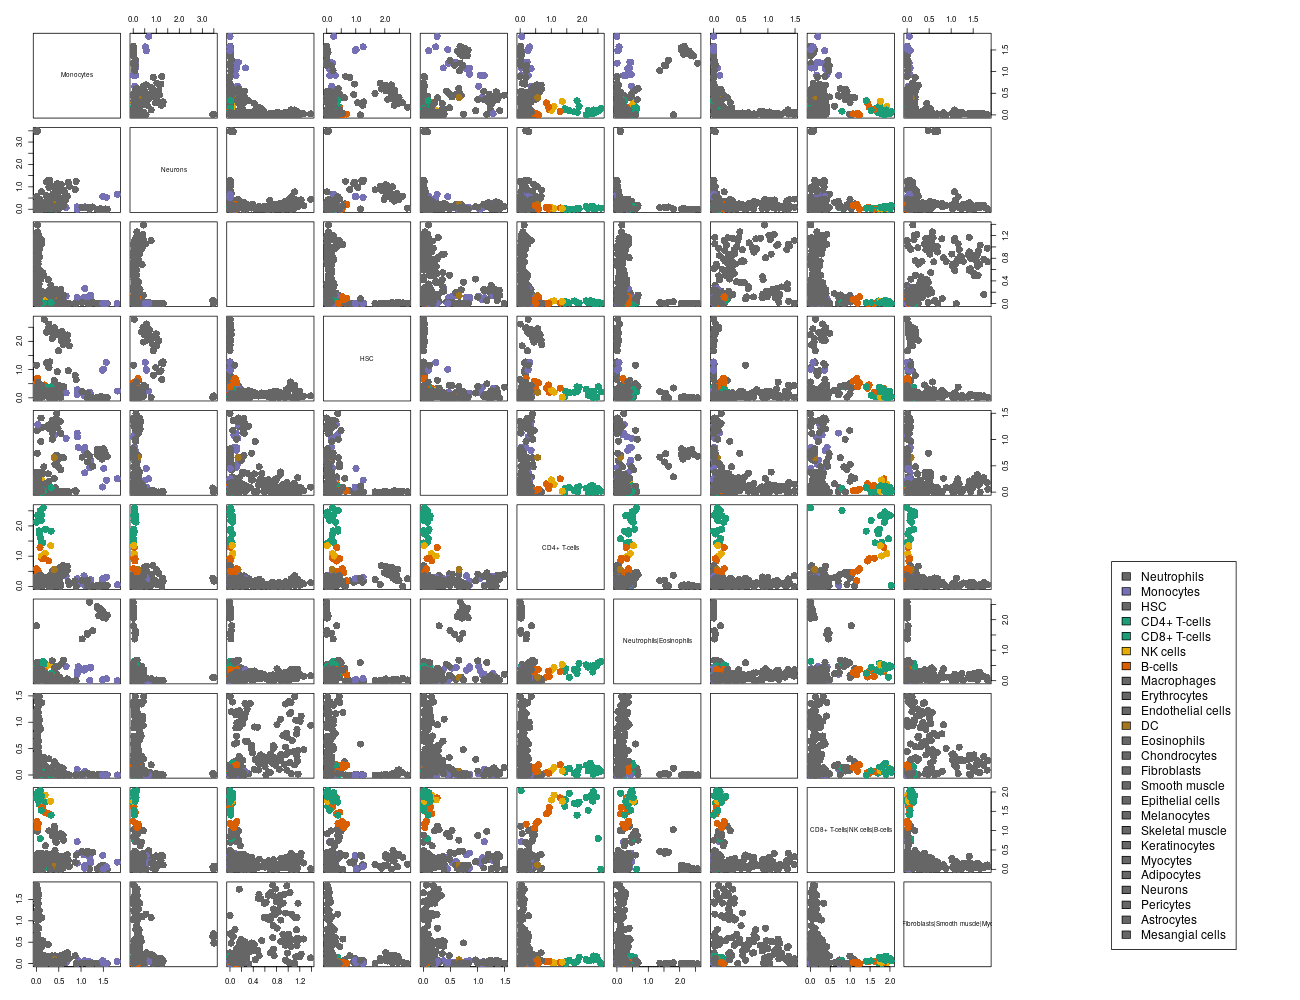 0.0 1.0 2.0 3.0
0.0 1.0 2.0
0.0 1.0 2.0
0.0 0.5 1.0 1.5
0.0 0.5 1.0 1.5
Monocytes
0.0 0.5 1.0 1.5
0.0 1.0 2.0 3.0
Neurons
0.0 0.4 0.8 1.2
0.0 1.0 2.0
HSC
0.0 0.5 1.0 1.5
0.0 1.0 2.0
CD4+ T-cells
Neutrophils|Eosinophils
0.0 1.0 2.0
0.0 0.5 1.0 1.5
CD8+ T-cells|NK cells|B-cells
0.0 0.5 1.0 1.5 2.0
0.0 0.5 1.0 1.5
Fibroblasts|Smooth muscle|My
0.0 0.5 1.0 1.5
0.0 0.4 0.8 1.2
0.0 0.5 1.0 1.5
0.0 1.0 2.0
0.0 0.5 1.0 1.5 2.0
Neutrophils
Monocytes
HSC
CD4+ T-cells
CD8+ T-cells
NK cells
B-cells
Macrophages
Erythrocytes
Endothelial cells
DC
Eosinophils
Chondrocytes
Fibroblasts
Smooth muscle
Epithelial cells
Melanocytes
Skeletal muscle
Keratinocytes
Myocytes
Adipocytes
Neurons
Pericytes
Astrocytes
Mesangial cells